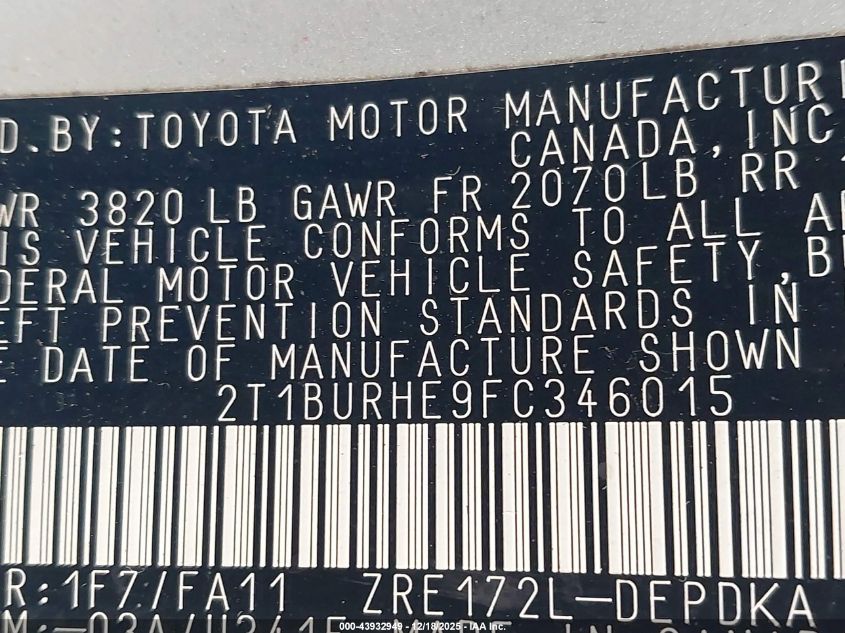 D.BY:TOYOTA MOTOR MANUFACTUR
CANADA,INC
WR 3820 LB GAWR FR 2070LB RR
IS VEHICLE CONFORMS TO ALL A
DERAL MOTOR VEHICLE SAFETY,B
EFT PREVENTION STANDARDS IN
E DATE OF MANUFACTURE SHOWN
2T1BURHE9FC346015
R:1F7/FA11 ZRE172L-DEPDKA
000-43932949 - 12/18/2025 - IAA, Inc.